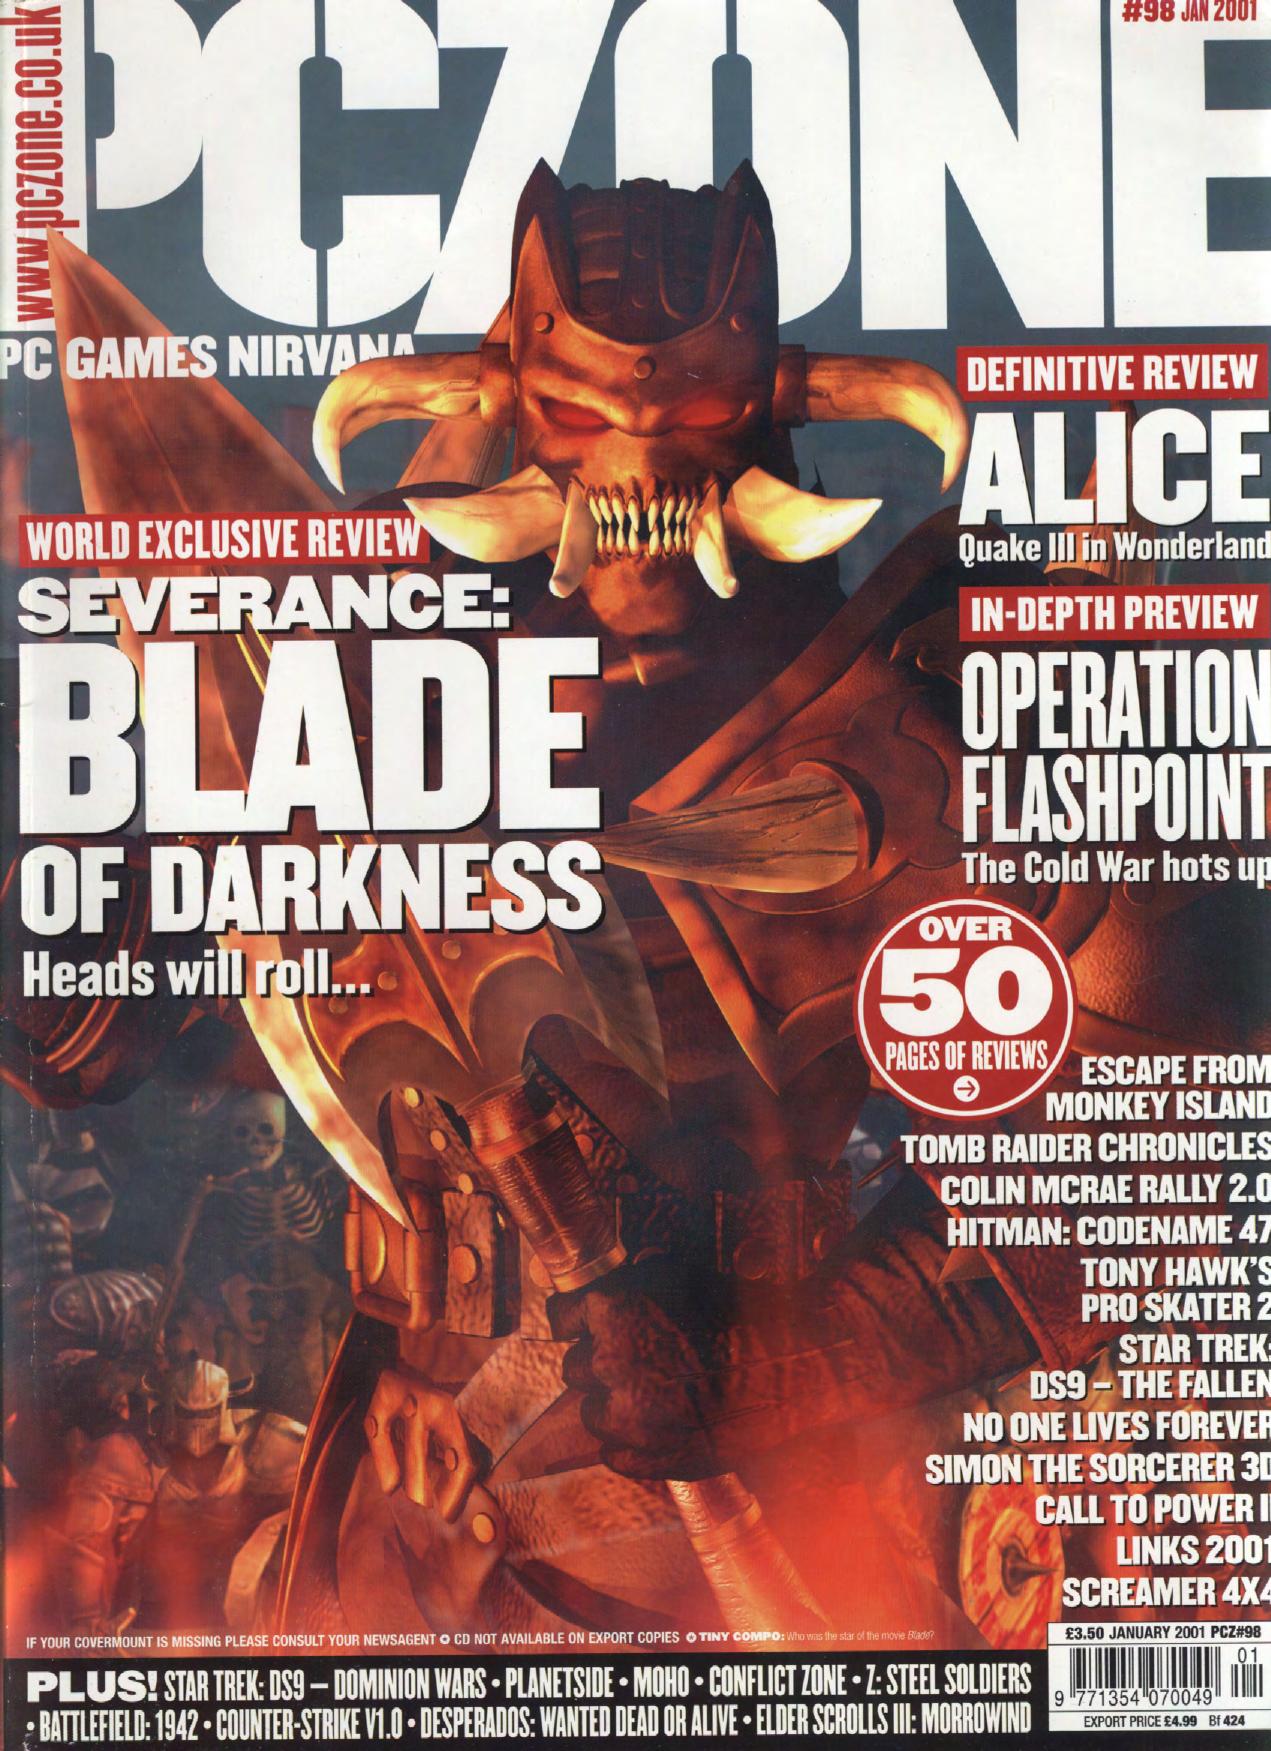 www.pczone.co.uk
#98 JAN 2001
PCZONE
PC GAMES NIRVANA
DEFINITIVE REVIEW
ALICE
Quake III in Wonderland
WORLD EXCLUSIVE REVIEW
SEVERANCE:
BLADE
OF DARKNESS
Heads will roll...
IN-DEPTH PREVIEW
OPERATION
FLASHPOINT
The Cold War hots up
OVER
50
PAGES OF REVIEWS
ESCAPE FROM
MONKEY ISLAND
TOMB RAIDER CHRONICLES
COLIN MCRAE RALLY 2.0
HITMAN: CODENAME 47
TONY HAWK'S
PRO SKATER 2
STAR TREK:
DS9 – THE FALLEN
NO ONE LIVES FOREVER
SIMON THE SORCERER 3D
CALL TO POWER II
LINKS 2001
SCREAMER 4X4
IF YOUR COVERMOUNT IS MISSING PLEASE CONSULT YOUR NEWSAGENT ✪ CD NOT AVAILABLE ON EXPORT COPIES ✪ TINY COMPO: Who was the star of the movie Blade?
£3.50 JANUARY 2001 PCZ#98
01
9 771354 070049
EXPORT PRICE £4.99 Bf 424
PLUS! STAR TREK: DS9 – DOMINION WARS • PLANETSIDE • MOHO • CONFLICT ZONE • Z: STEEL SOLDIERS
• BATTLEFIELD: 1942 • COUNTER-STRIKE V1.0 • DESPERADOS: WANTED DEAD OR ALIVE • ELDER SCROLLS III: MORROWIND